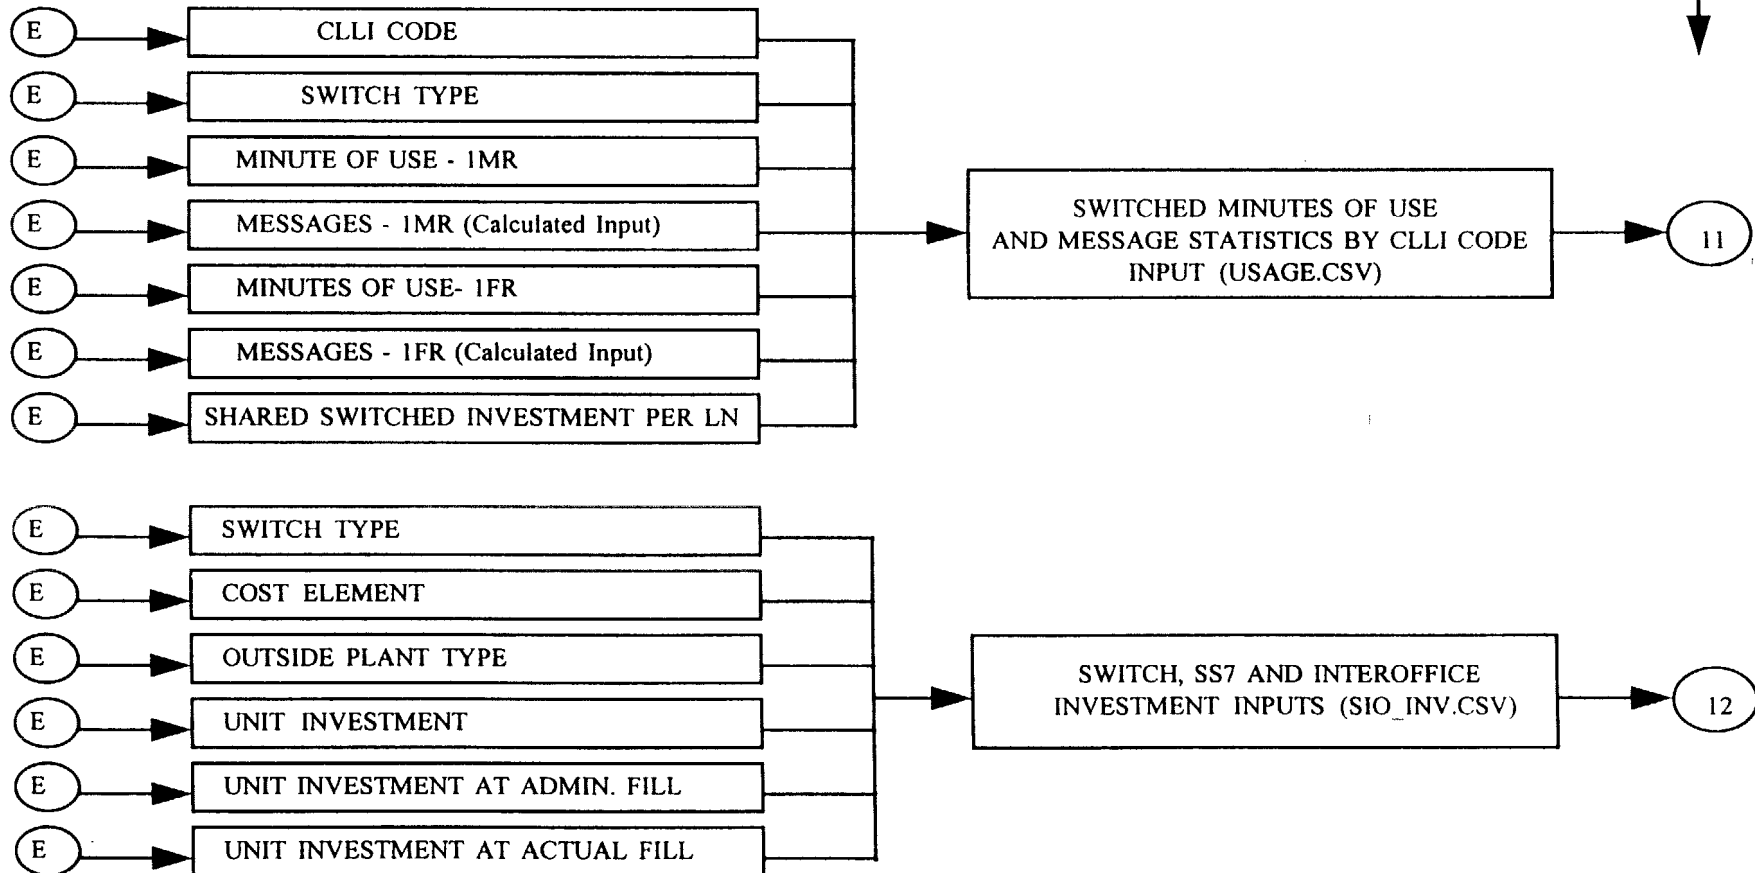 E CLLI CODE
E SWITCH TYPE
E MINUTE OF USE - 1MR
E MESSAGES - 1MR (Calculated Input)
E MINUTES OF USE- 1FR
E MESSAGES - 1FR (Calculated Input)
E SHARED SWITCHED INVESTMENT PER LN
SWITCHED MINUTES OF USE
AND MESSAGE STATISTICS BY CLLI CODE
INPUT (USAGE.CSV)
11
E SWITCH TYPE
E COST ELEMENT
E OUTSIDE PLANT TYPE
E UNIT INVESTMENT
E UNIT INVESTMENT AT ADMIN. FILL
E UNIT INVESTMENT AT ACTUAL FILL
SWITCH, SS7 AND INTEROFFICE
INVESTMENT INPUTS (SIO_INV.CSV)
12